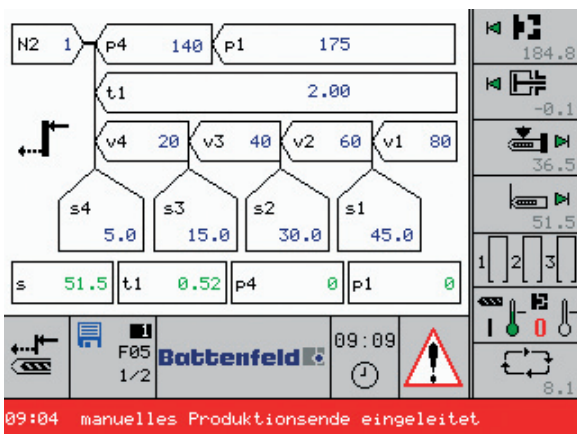 N2 1 p4 140 p1 175
184.8
t1 2.00
-0.1
v4 20 v3 40 v2 60 v1 80
36.5
s4 s3 s2 s1
5.0 15.0 30.0 45.0
51.5
s 51.5 t1 0.52 p4 0 p1 0
1 2 3
1
F05
1/2
Battenfeld
09:09
I 0
8.1
09:04 manuelles Produktionsende eingeleitet